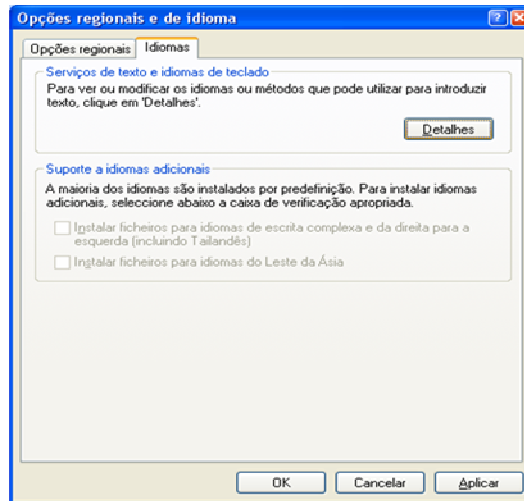 Opções regionais e de idioma
Opções regionais
Idiomas
Serviços de texto e idiomas de teclado
Para ver ou modificar os idiomas ou métodos que pode utilizar para introduzir
texto, clique em 'Detalhes'.
Detalhes
Suporte a idiomas adicionais
A maioria dos idiomas são instalados por predefinição. Para instalar idiomas
adicionais, seleccione abaixo a caixa de verificação apropriada.
Instalar ficheiros para idiomas de escrita complexa e da direita para a
esquerda (incluindo Tailandês)
Instalar ficheiros para idiomas do Leste da Ásia
OK
Cancelar
Aplicar